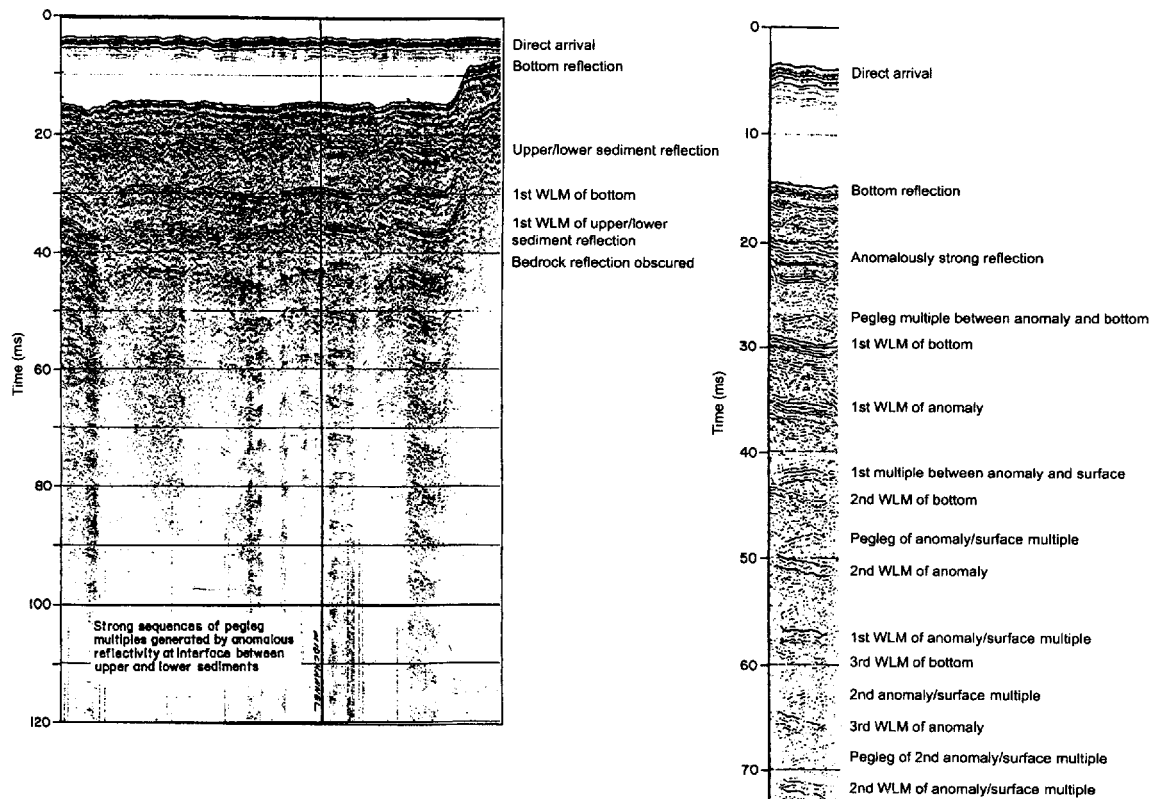 0
20
40
60
80
100
120
Time (ms)
Direct arrival
Bottom reflection
Upper/lower sediment reflection
1st WLM of bottom
1st WLM of upper/lower
sediment reflection
Bedrock reflection obscured
Strong sequences of pegleg
multiples generated by anomalous
reflectivity at interface between
upper and lower sediments
0
10
20
30
40
50
60
70
Time (ms)
Direct arrival
Bottom reflection
Anomalously strong reflection
Pegleg multiple between anomaly and bottom
1st WLM of bottom
1st WLM of anomaly
1st multiple between anomaly and surface
2nd WLM of bottom
Pegleg of anomaly/surface multiple
2nd WLM of anomaly
1st WLM of anomaly/surface multiple
3rd WLM of bottom
2nd anomaly/surface multiple
3rd WLM of anomaly
Pegleg of 2nd anomaly/surface multiple
2nd WLM of anomaly/surface multiple